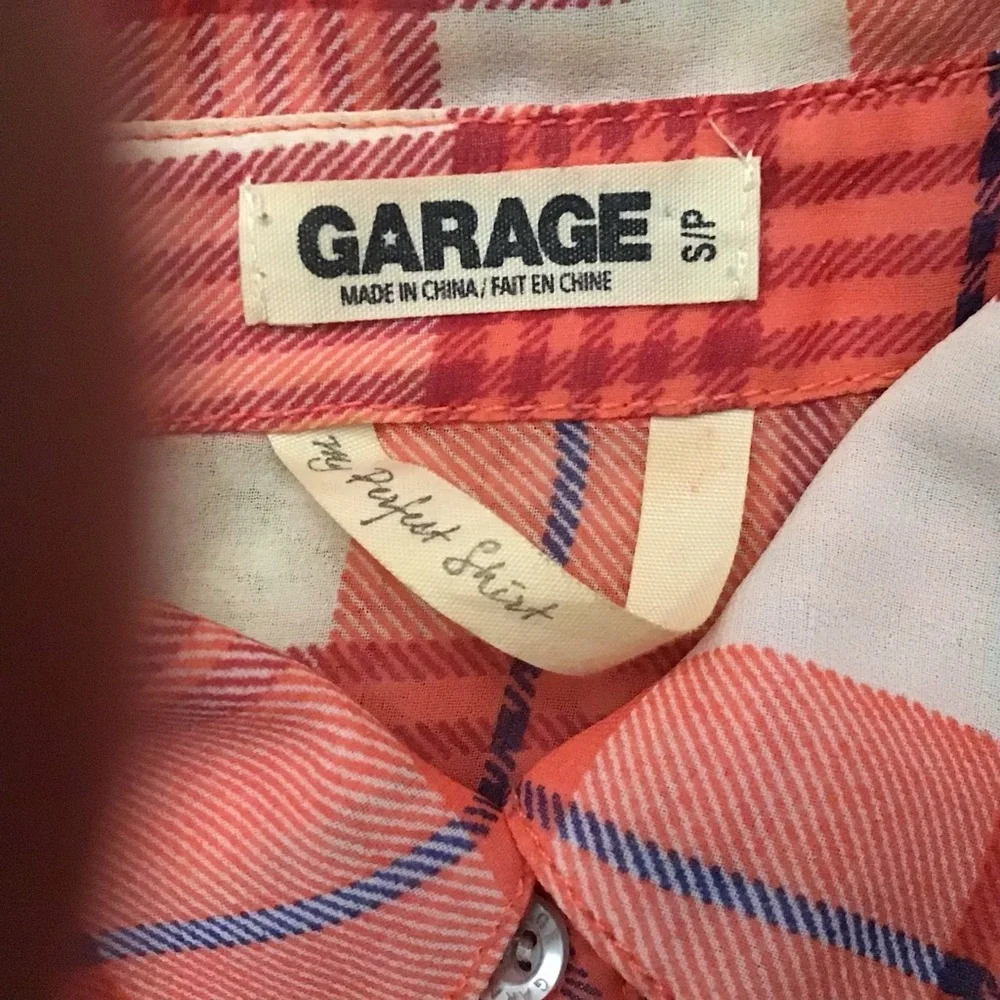 GARAGE
S/P
MADE IN CHINA / FAIT EN CHINE
My Perfect Shirt